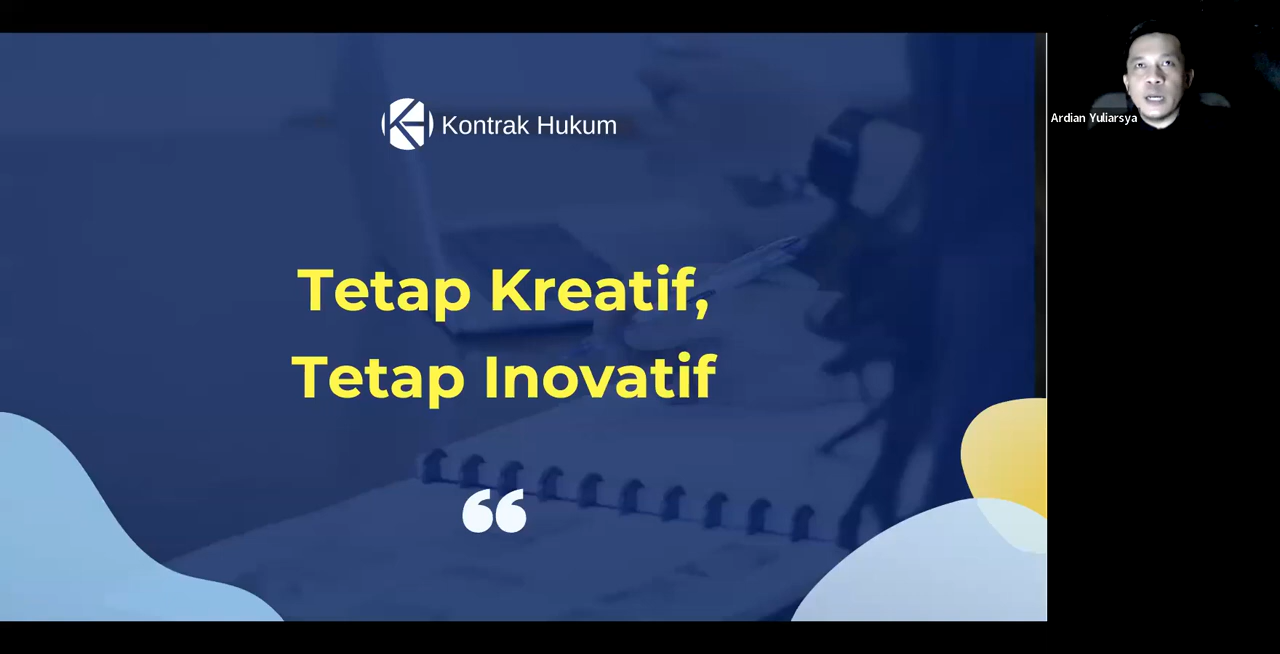 Kontrak Hukum
Tetap Kreatif,
Tetap Inovatif
“
Ardian Yuliarsya